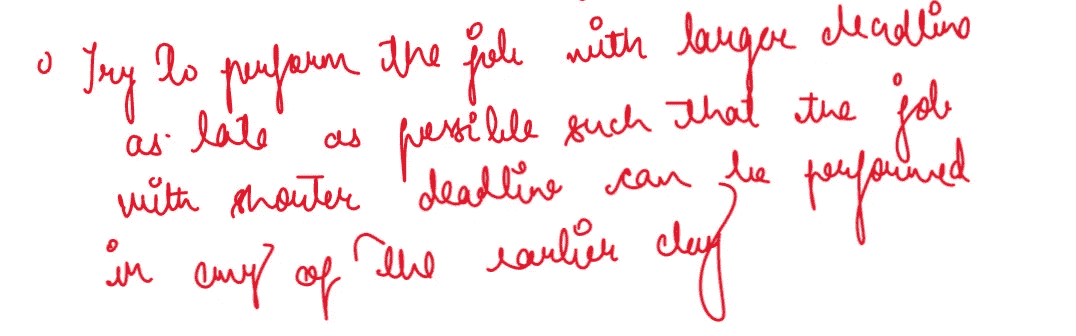 ◦ Try to perform the job with larger deadline
as late as possible such that the job
with shorter deadline can be performed
in any of the earlier day